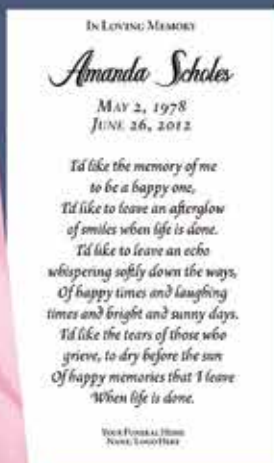 In Loving Memory
Amanda Scholes
May 2, 1978
June 26, 2012
I'd like the memory of me
to be a happy one,
I'd like to leave an afterglow
of smiles when life is done.
I'd like to leave an echo
whispering softly down the ways,
Of happy times and laughing
times and bright and sunny days.
I'd like the tears of those who
grieve, to dry before the sun
Of happy memories that I leave
When life is done.
Your Funeral Home
Name/Logo Here